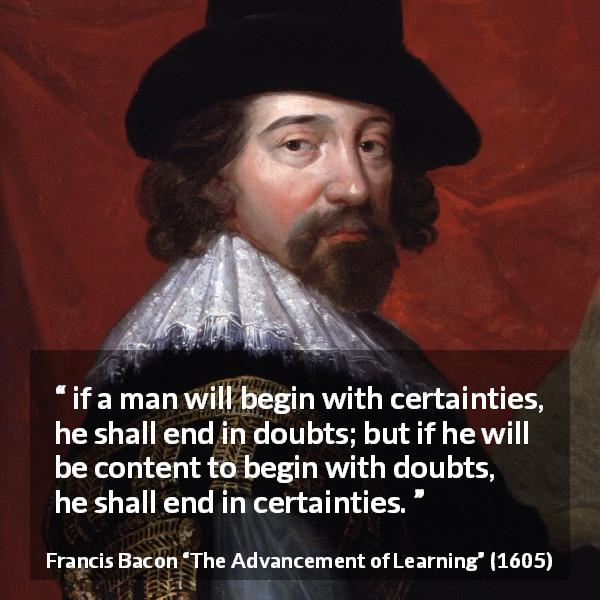 “ if a man will begin with certainties,
he shall end in doubts; but if he will
be content to begin with doubts,
he shall end in certainties. ”
Francis Bacon “The Advancement of Learning” (1605)